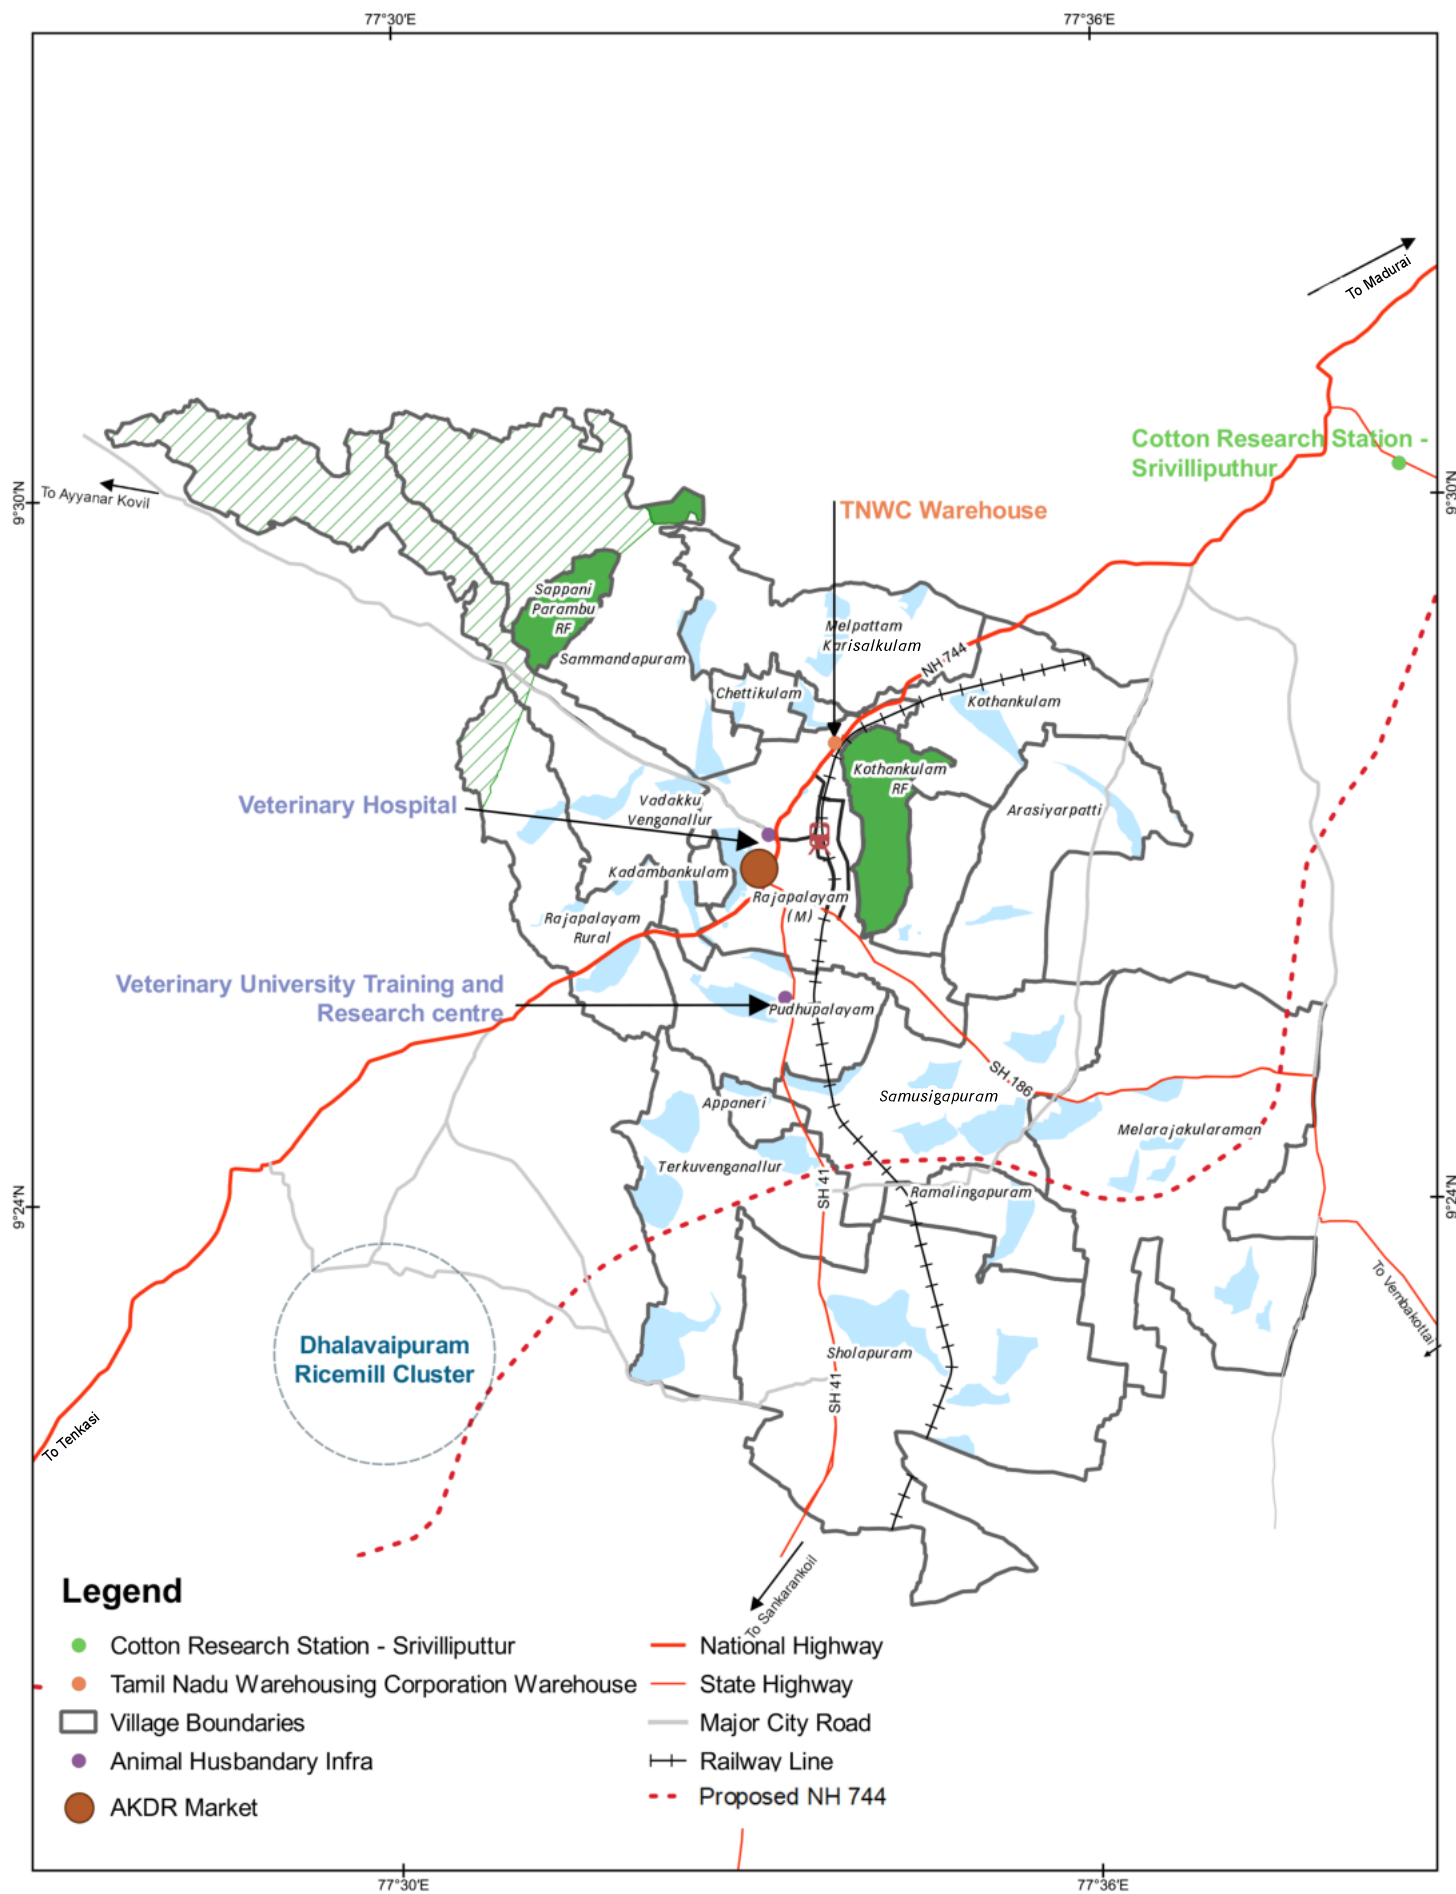 77°30'E
77°36'E
To Madurai
Cotton Research Station -
Srivilliputhur
9°30'N
To Ayyanar Kovil
9°30'N
TNWC Warehouse
Sappani
Parambu
RF
Melpattam
Karisalkulam
Sammandapuram
NH 744
Chettikulam
Kothankulam
Kothankulam
RF
Veterinary Hospital
Vadakku
Venganallur
Arasiyarpatti
Kadambankulam
Rajapalayam
(M)
Rajapalayam
Rural
Veterinary University Training and
Research centre
Pudhupalayam
SH 186
Appaneri
Samusigapuram
Melarajakularaman
Terkuvenganallur
SH 41
Ramalingapuram
9°24'N
9°24'N
To Vembakottai
Dhalavaipuram
Ricemill Cluster
Sholapuram
SH 41
To Tenkasi
To Sankarankoil
Legend
Cotton Research Station - Srivilliputtur
Tamil Nadu Warehousing Corporation Warehouse
Village Boundaries
Animal Husbandary Infra
AKDR Market
National Highway
State Highway
Major City Road
Railway Line
Proposed NH 744
77°30'E
77°36'E